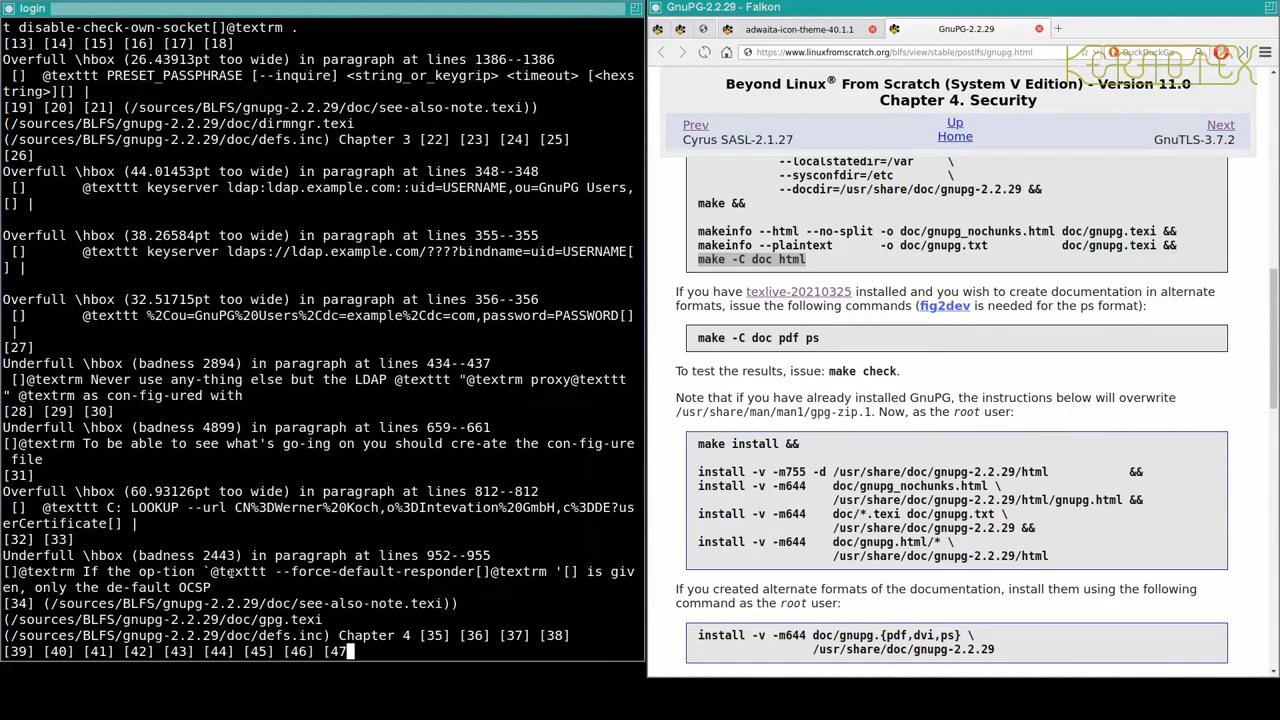 login
t disable-check-own-socket[]@textrm .
[13] [14] [15] [16] [17] [18]
Overfull \hbox (26.43913pt too wide) in paragraph at lines 1386--1386
[] @texttt PRESET_PASSPHRASE [--inquire] <string_or_keygrip> <timeout> [<hexs
tring>][] |
[19] [20] [21] (/sources/BLFS/gnupg-2.2.29/doc/see-also-note.texi))
(/sources/BLFS/gnupg-2.2.29/doc/dirmngr.texi
(/sources/BLFS/gnupg-2.2.29/doc/defs.inc) Chapter 3 [22] [23] [24] [25]
[26]
Overfull \hbox (44.01453pt too wide) in paragraph at lines 348--348
[] @texttt keyserver ldap:ldap.example.com::uid=USERNAME,ou=GnuPG Users,
[] |
Overfull \hbox (38.26584pt too wide) in paragraph at lines 355--355
[] @texttt keyserver ldaps://ldap.example.com/????bindname=uid=USERNAME[
] |
Overfull \hbox (32.51715pt too wide) in paragraph at lines 356--356
[] @texttt %2Cou=GnuPG%20Users%2Cdc=example%2Cdc=com,password=PASSWORD[]
|
[27]
Underfull \hbox (badness 2894) in paragraph at lines 434--437
[]@textrm Never use any-thing else but the LDAP @texttt "@textrm proxy@texttt
" @textrm as con-fig-ured with
[28] [29] [30]
Underfull \hbox (badness 4899) in paragraph at lines 659--661
[]@textrm To be able to see what's go-ing on you should cre-ate the con-fig-ure
file
[31]
Overfull \hbox (60.93126pt too wide) in paragraph at lines 812--812
[] @texttt C: LOOKUP --url CN%3DWerner%20Koch,o%3DIntevation%20GmbH,c%3DDE?us
erCertificate[] |
[32] [33]
Underfull \hbox (badness 2443) in paragraph at lines 952--955
[]@textrm If the op-tion `@texttt --force-default-responder[]@textrm '[] is giv
en, only the de-fault OCSP
[34] (/sources/BLFS/gnupg-2.2.29/doc/see-also-note.texi))
(/sources/BLFS/gnupg-2.2.29/doc/gpg.texi
(/sources/BLFS/gnupg-2.2.29/doc/defs.inc) Chapter 4 [35] [36] [37] [38]
[39] [40] [41] [42] [43] [44] [45] [46] [47
GnuPG-2.2.29 - Falkon
adwaita-icon-theme-40.1.1
GnuPG-2.2.29
https://www.linuxfromscratch.org/blfs/view/stable/postlfs/gnupg.html
DuckDuckGo
KERNOTEX
Beyond Linux® From Scratch (System V Edition) - Version 11.0
Chapter 4. Security
Prev
Up
Next
Cyrus SASL-2.1.27
Home
GnuTLS-3.7.2
--localstatedir=/var \
--sysconfdir=/etc \
--docdir=/usr/share/doc/gnupg-2.2.29 &&
make &&
makeinfo --html --no-split -o doc/gnupg_nochunks.html doc/gnupg.texi &&
makeinfo --plaintext -o doc/gnupg.txt doc/gnupg.texi &&
make -C doc html
If you have texlive-20210325 installed and you wish to create documentation in alternate
formats, issue the following commands (fig2dev is needed for the ps format):
make -C doc pdf ps
To test the results, issue: make check.
Note that if you have already installed GnuPG, the instructions below will overwrite
/usr/share/man/man1/gpg-zip.1. Now, as the root user:
make install &&
install -v -m755 -d /usr/share/doc/gnupg-2.2.29/html &&
install -v -m644 doc/gnupg_nochunks.html \
/usr/share/doc/gnupg-2.2.29/html/gnupg.html &&
install -v -m644 doc/*.texi doc/gnupg.txt \
/usr/share/doc/gnupg-2.2.29 &&
install -v -m644 doc/gnupg.html/* \
/usr/share/doc/gnupg-2.2.29/html
If you created alternate formats of the documentation, install them using the following
command as the root user:
install -v -m644 doc/gnupg.{pdf,dvi,ps} \
/usr/share/doc/gnupg-2.2.29